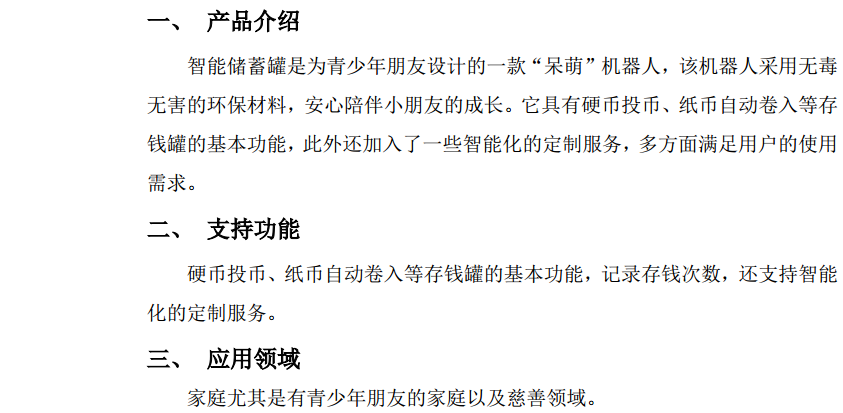 一、 产品介绍
智能储蓄罐是为青少年朋友设计的一款“呆萌”机器人，该机器人采用无毒
无害的环保材料，安心陪伴小朋友的成长。它具有硬币投币、纸币自动卷入等存
钱罐的基本功能，此外还加入了一些智能化的定制服务，多方面满足用户的使用
需求。
二、 支持功能
硬币投币、纸币自动卷入等存钱罐的基本功能，记录存钱次数，还支持智能
化的定制服务。
三、 应用领域
家庭尤其是有青少年朋友的家庭以及慈善领域。